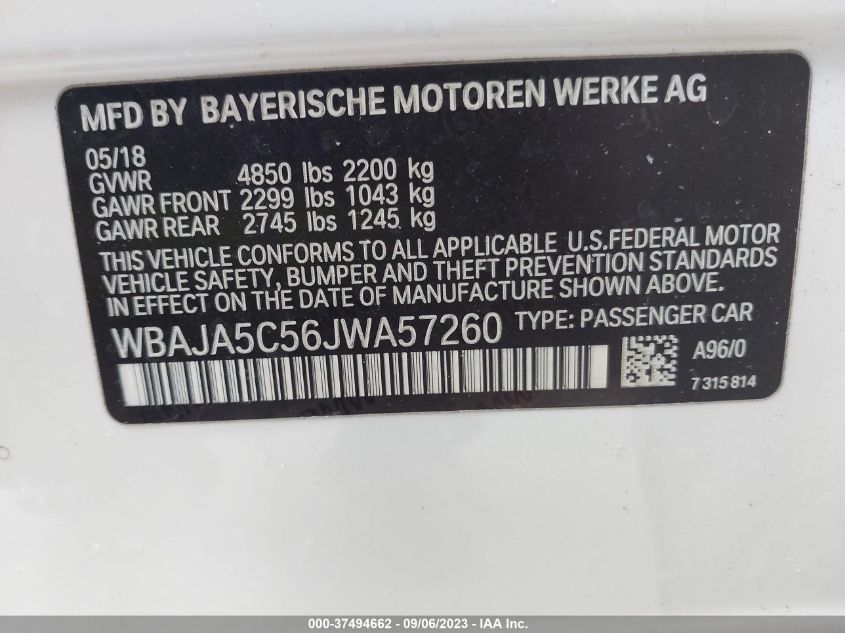 MFD BY BAYERISCHE MOTOREN WERKE AG
05/18
GVWR 4850 lbs 2200 kg
GAWR FRONT 2299 lbs 1043 kg
GAWR REAR 2745 lbs 1245 kg
THIS VEHICLE CONFORMS TO ALL APPLICABLE U.S.FEDERAL MOTOR
VEHICLE SAFETY, BUMPER AND THEFT PREVENTION STANDARDS
IN EFFECT ON THE DATE OF MANUFACTURE SHOWN ABOVE.
WBAJA5C56JWA57260 TYPE: PASSENGER CAR
A96/0
7 315 814
000-37494662 - 09/06/2023 - IAA Inc.